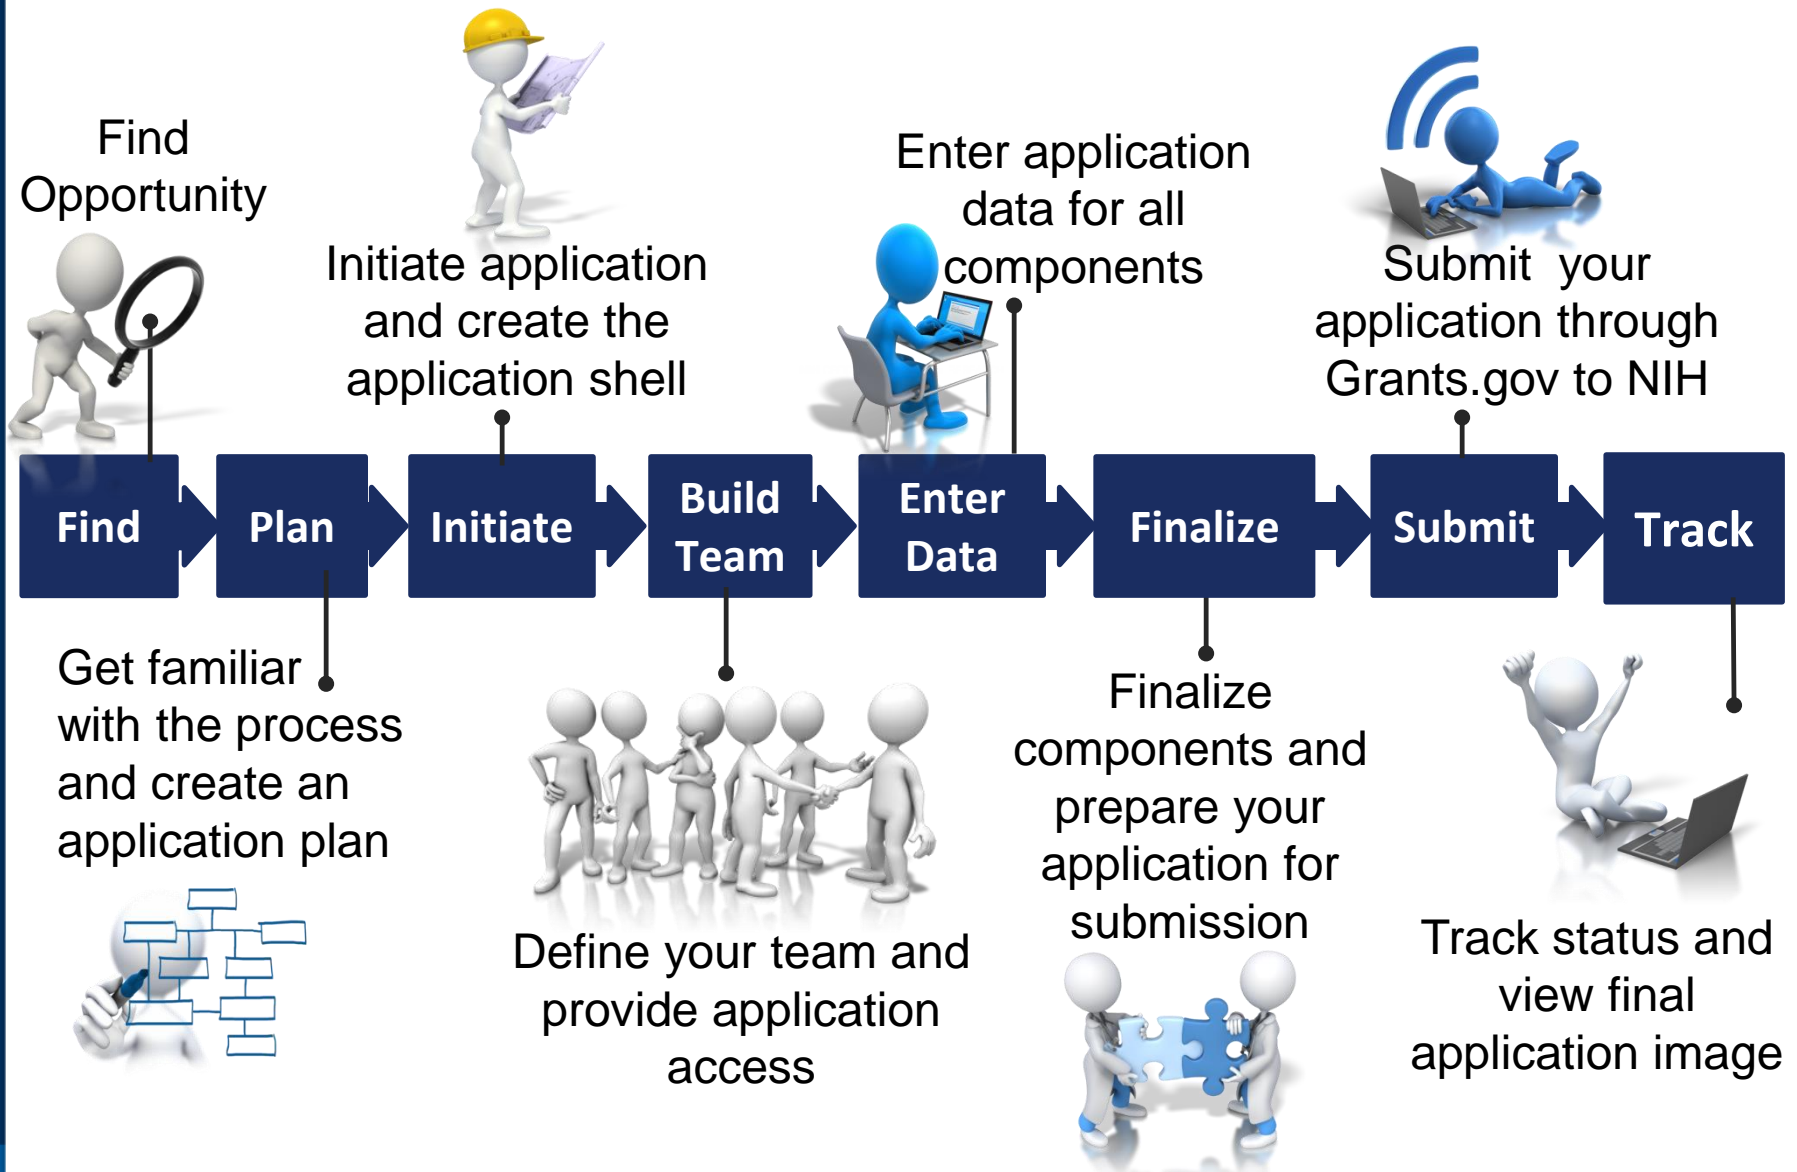 Find
Opportunity
Initiate application
and create the
application shell
Enter application
data for all
components
Submit  your
application through
Grants.gov to NIH
Find
Plan
Initiate
Build
Team
Enter
Data
Finalize
Submit
Track
Get familiar
with the process
and create an
application plan
Define your team and
provide application
access
Finalize
components and
prepare your
application for
submission
Track status and
view final
application image